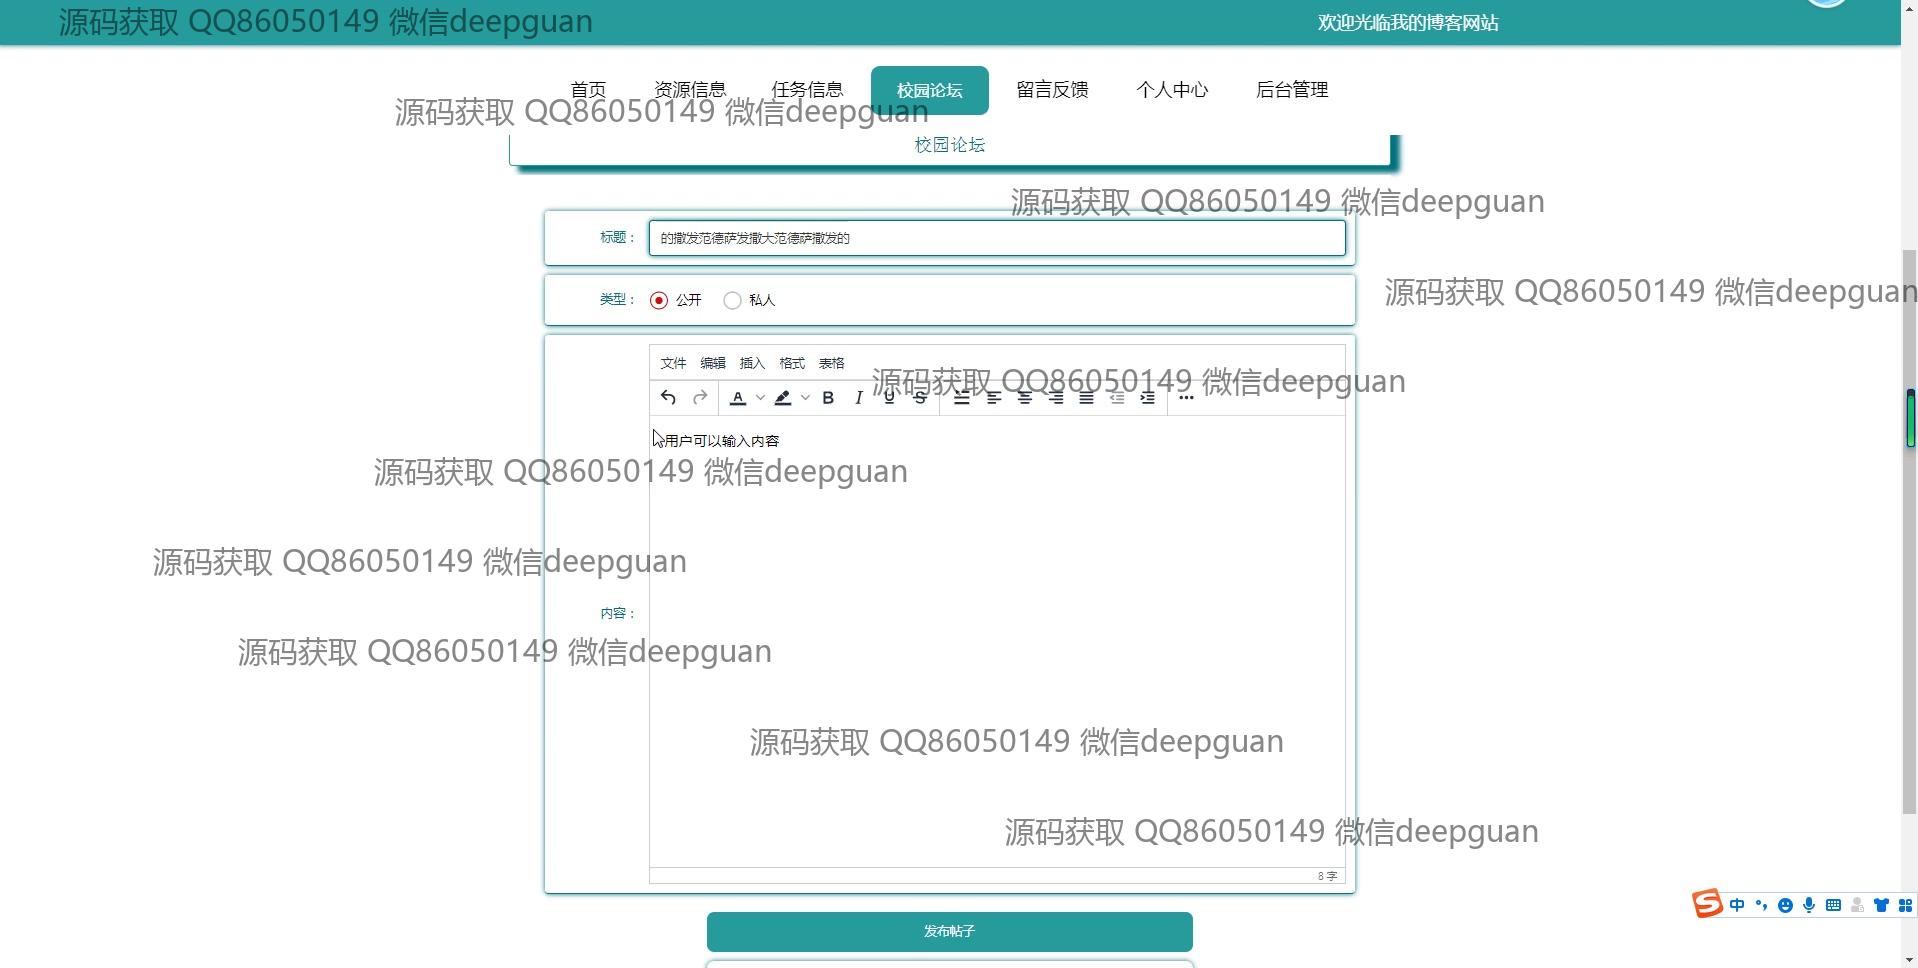 源码获取 QQ86050149 微信deepguan
欢迎光临我的博客网站
首页 资源信息 任务信息 校园论坛 留言反馈 个人中心 后台管理
源码获取 QQ86050149 微信deepguan
校园论坛
源码获取 QQ86050149 微信deepguan
标题： 的撒发范德萨发撒大范德萨撒发的
源码获取 QQ86050149 微信deepguan
类型： 公开 私人
文件 编辑 插入 格式 表格
源码获取 QQ86050149 微信deepguan
A B I U S
用户可以输入内容
源码获取 QQ86050149 微信deepguan
源码获取 QQ86050149 微信deepguan
内容：
源码获取 QQ86050149 微信deepguan
源码获取 QQ86050149 微信deepguan
源码获取 QQ86050149 微信deepguan
8 字
S 中
发布帖子